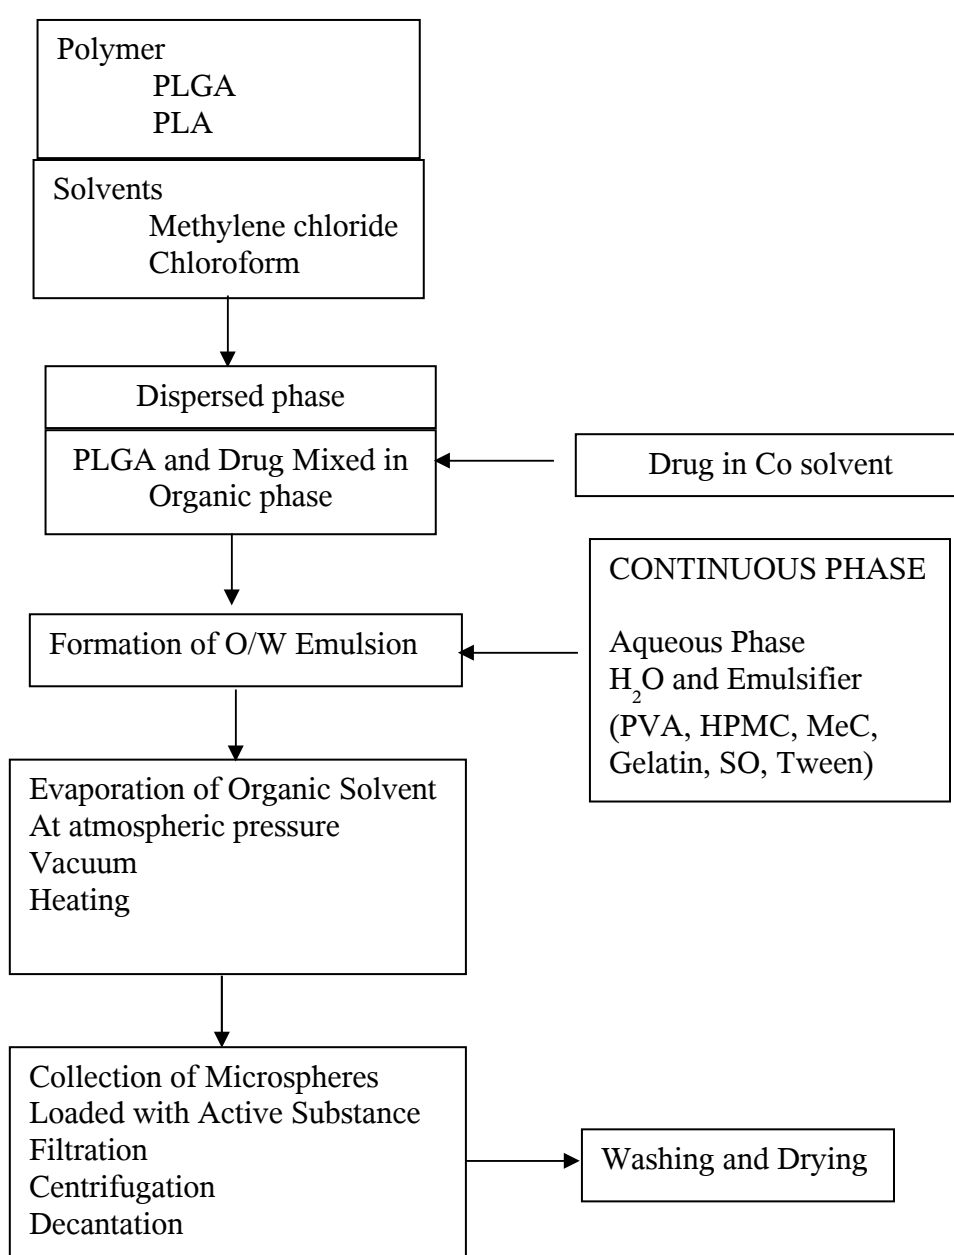 Polymer
PLGA
PLA
Solvents
Methylene chloride
Chloroform
Dispersed phase
PLGA and Drug Mixed in
Organic phase
Drug in Co solvent
CONTINUOUS PHASE
Aqueous Phase
H₂O and Emulsifier
(PVA, HPMC, MeC,
Gelatin, SO, Tween)
Formation of O/W Emulsion
Evaporation of Organic Solvent
At atmospheric pressure
Vacuum
Heating
Collection of Microspheres
Loaded with Active Substance
Filtration
Centrifugation
Decantation
Washing and Drying